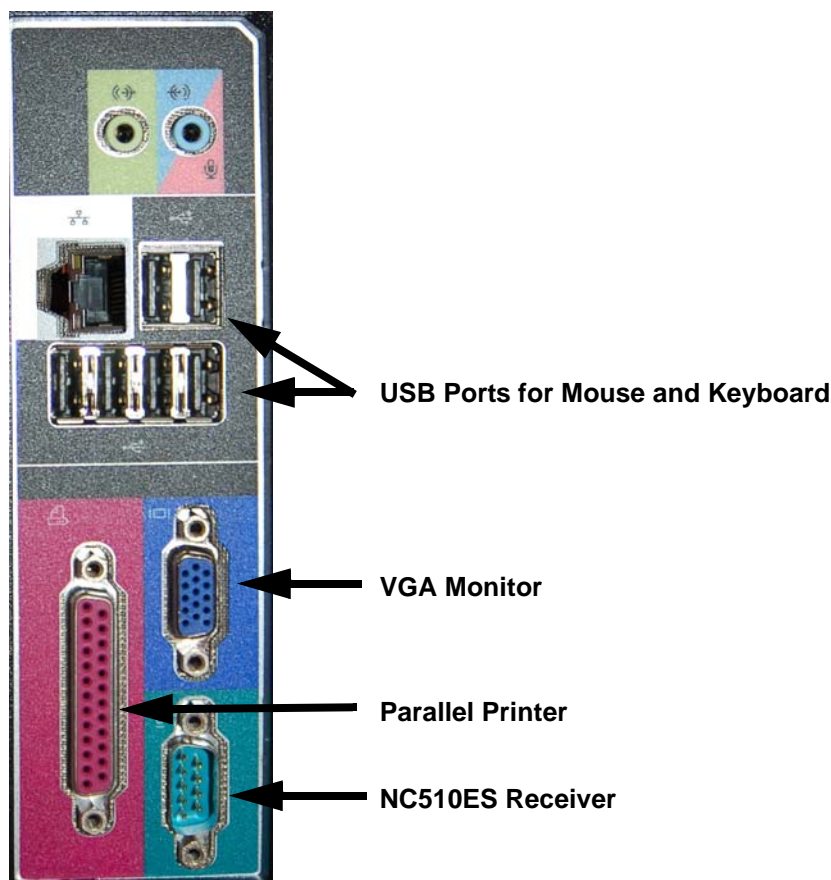 USB Ports for Mouse and Keyboard
VGA Monitor
Parallel Printer
NC510ES Receiver